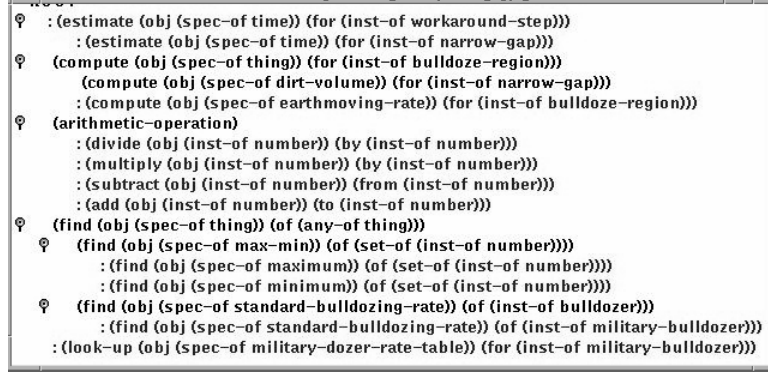 : (estimate (obj (spec-of time)) (for (inst-of workaround-step)))
: (estimate (obj (spec-of time)) (for (inst-of narrow-gap)))
(compute (obj (spec-of thing)) (for (inst-of bulldoze-region)))
(compute (obj (spec-of dirt-volume)) (for (inst-of narrow-gap)))
: (compute (obj (spec-of earthmoving-rate)) (for (inst-of bulldoze-region)))
(arithmetic-operation)
: (divide (obj (inst-of number)) (by (inst-of number)))
: (multiply (obj (inst-of number)) (by (inst-of number)))
: (subtract (obj (inst-of number)) (from (inst-of number)))
: (add (obj (inst-of number)) (to (inst-of number)))
(find (obj (spec-of thing)) (of (any-of thing)))
(find (obj (spec-of max-min)) (of (set-of (inst-of number))))
: (find (obj (spec-of maximum)) (of (set-of (inst-of number))))
: (find (obj (spec-of minimum)) (of (set-of (inst-of number))))
(find (obj (spec-of standard-bulldozing-rate)) (of (inst-of bulldozer)))
: (find (obj (spec-of standard-bulldozing-rate)) (of (inst-of military-bulldozer)))
: (look-up (obj (spec-of military-dozer-rate-table)) (for (inst-of military-bulldozer)))